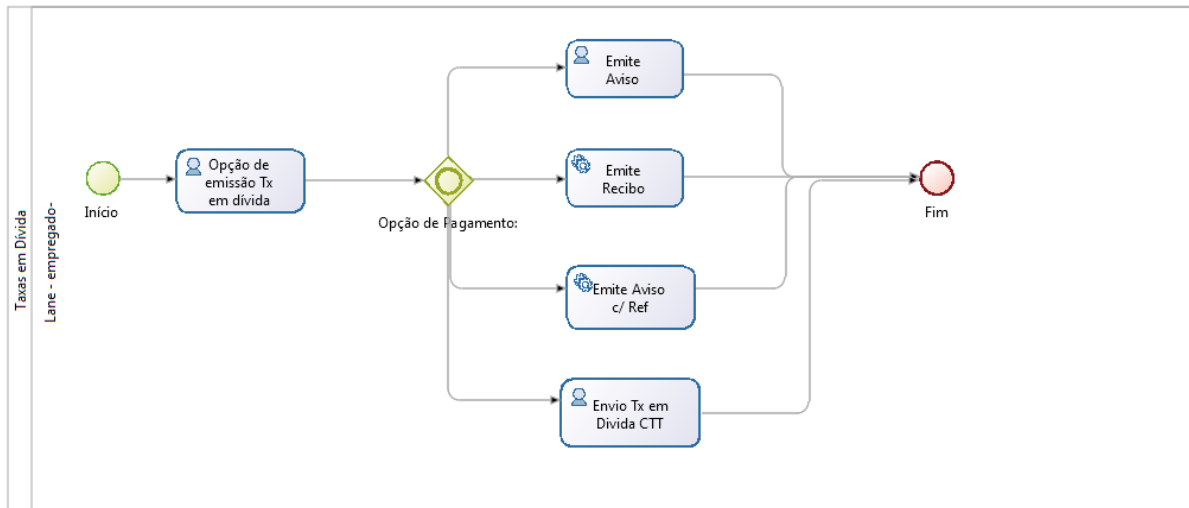 Taxas em Dívida
Lane - empregado-
Início
Opção de
emissão Tx
em dívida
Opção de Pagamento:
Emite
Aviso
Emite
Recibo
Emite Aviso
c/ Ref
Envio Tx em
Divida CTT
Fim